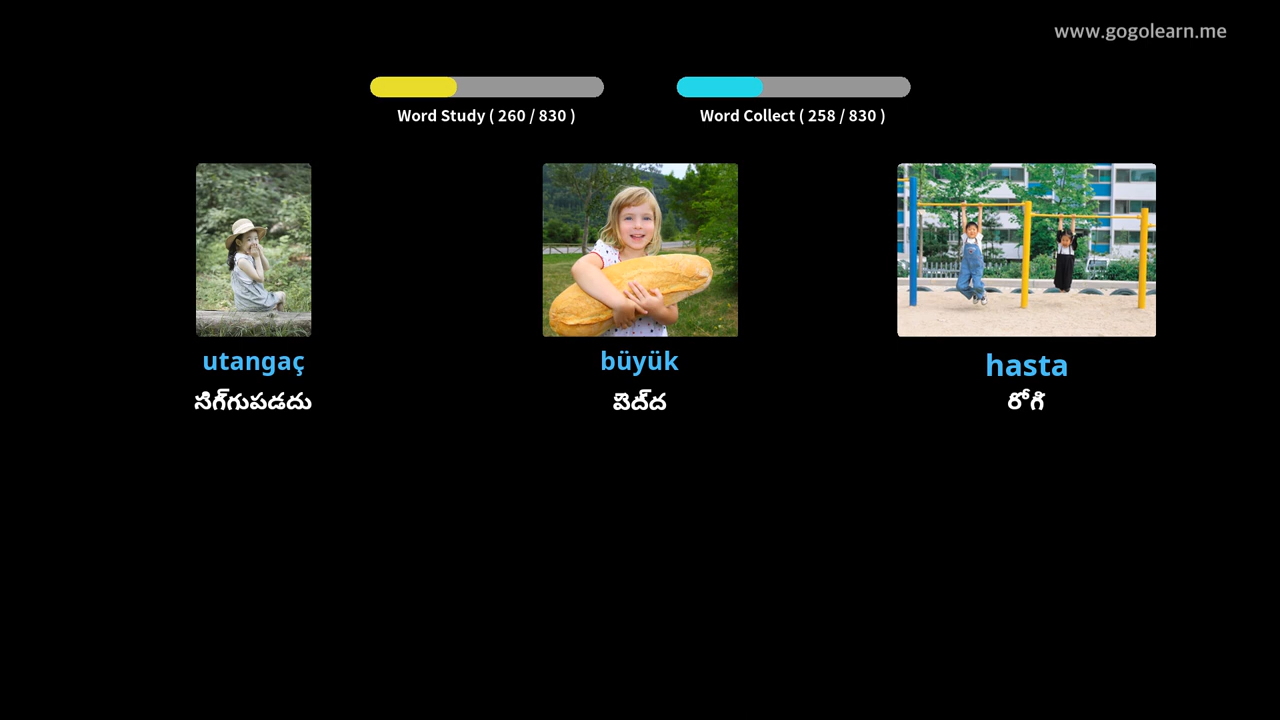 www.gogolearn.me
Word Study ( 260 / 830 )
Word Collect ( 258 / 830 )
utangaç
büyük
hasta
సిగ్గుపడదు
పెద్ద
రోగి